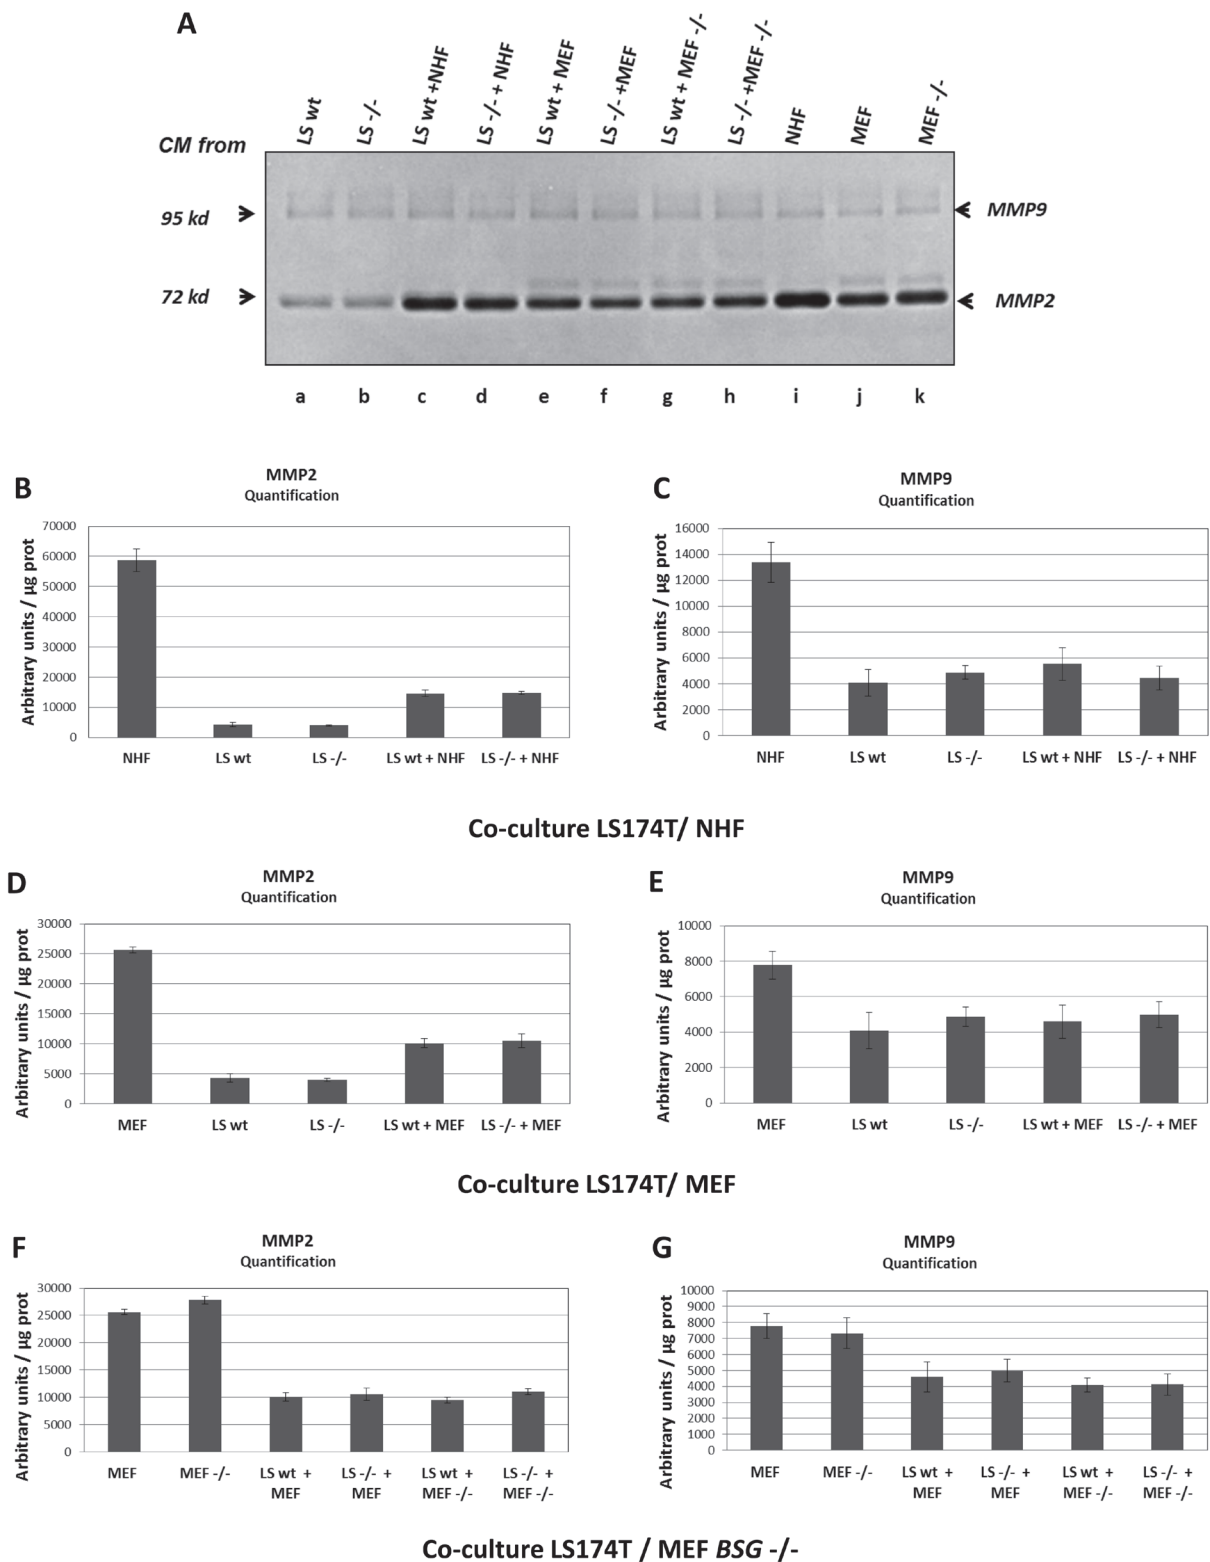 A
CM from
LS wt
LS -/-
LS wt +NHF
LS -/- + NHF
LS wt + MEF
LS -/- +MEF
LS wt + MEF -/-
LS -/- +MEF -/-
NHF
MEF
MEF -/-
95 kd
MMP9
72 kd
MMP2
a b c d e f g h i j k
B
MMP2
Quantification
Arbitrary units / µg prot
70000
60000
50000
40000
30000
20000
10000
0
NHF LS wt LS -/- LS wt + NHF LS -/- + NHF
C
MMP9
Quantification
Arbitrary units / µg prot
16000
14000
12000
10000
8000
6000
4000
2000
0
NHF LS wt LS -/- LS wt + NHF LS -/- + NHF
Co-culture LS174T/ NHF
D
MMP2
Quantification
Arbitrary units / µg prot
30000
25000
20000
15000
10000
5000
0
MEF LS wt LS -/- LS wt + MEF LS -/- + MEF
E
MMP9
Quantification
Arbitrary units / µg prot
10000
8000
6000
4000
2000
0
MEF LS wt LS -/- LS wt + MEF LS -/- + MEF
Co-culture LS174T/ MEF
F
MMP2
Quantification
Arbitrary units / µg prot
30000
25000
20000
15000
10000
5000
0
MEF MEF -/- LS wt + LS -/- + LS wt + LS -/- +
MEF MEF MEF -/- MEF -/-
G
MMP9
Quantification
Arbitrary units / µg prot
10000
9000
8000
7000
6000
5000
4000
3000
2000
1000
0
MEF MEF -/- LS wt + LS -/- + LS wt + LS -/- +
MEF MEF MEF -/- MEF -/-
Co-culture LS174T / MEF BSG -/-